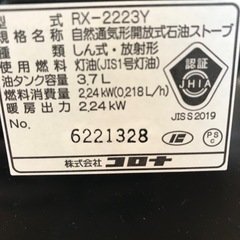 型式 RX-2223Y
種類 自然通気形開放式石油ストーブ
しん式・放射形
使用燃料 灯油(JIS1号灯油)
油タンク容量 3.7L
燃料消費量 2.24kW(0.218L/h)
暖房出力 2.24kW
認証
JHIA
JIS S 2019
No. 6221328
PS
C
株式会社コロナ